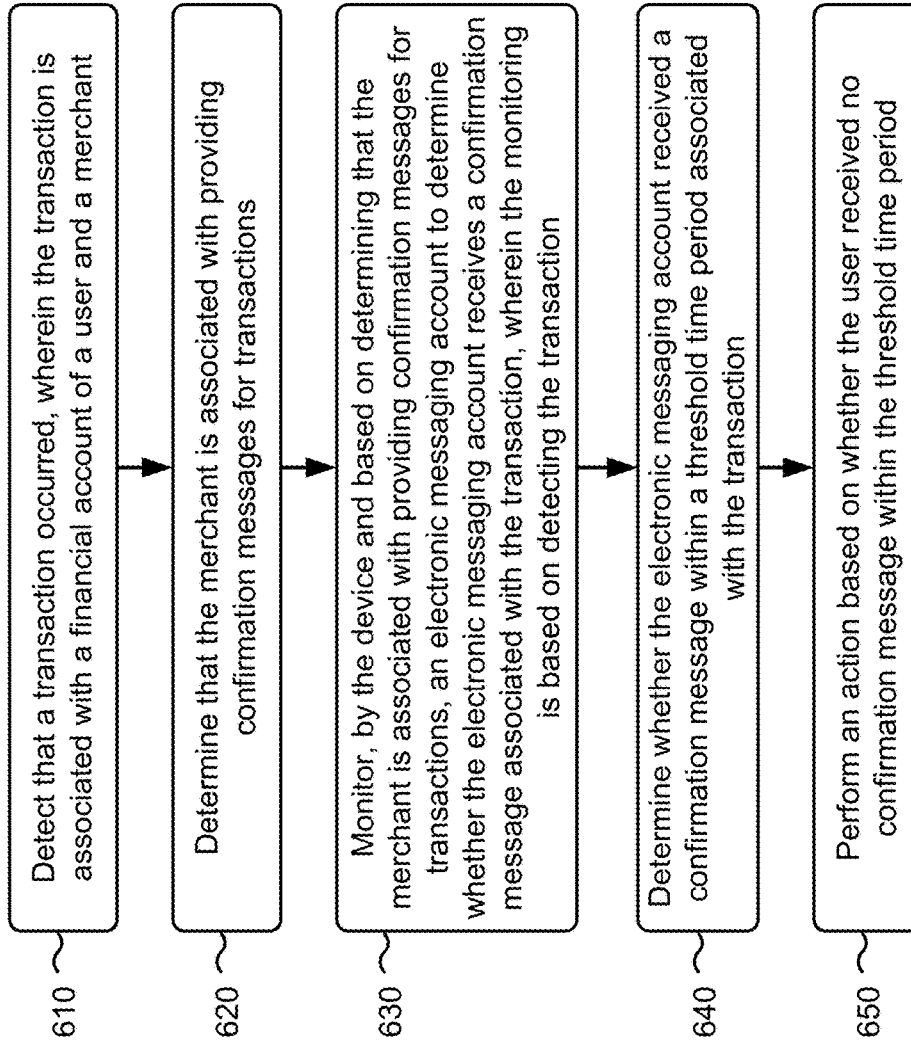 610
Detect that a transaction occurred, wherein the transaction is
associated with a financial account of a user and a merchant
620
Determine that the merchant is associated with providing
confirmation messages for transactions
630
Monitor, by the device and based on determining that the
merchant is associated with providing confirmation messages for
transactions, an electronic messaging account to determine
whether the electronic messaging account receives a confirmation
message associated with the transaction, wherein the monitoring
is based on detecting the transaction
640
Determine whether the electronic messaging account received a
confirmation message within a threshold time period associated
with the transaction
650
Perform an action based on whether the user received no
confirmation message within the threshold time period